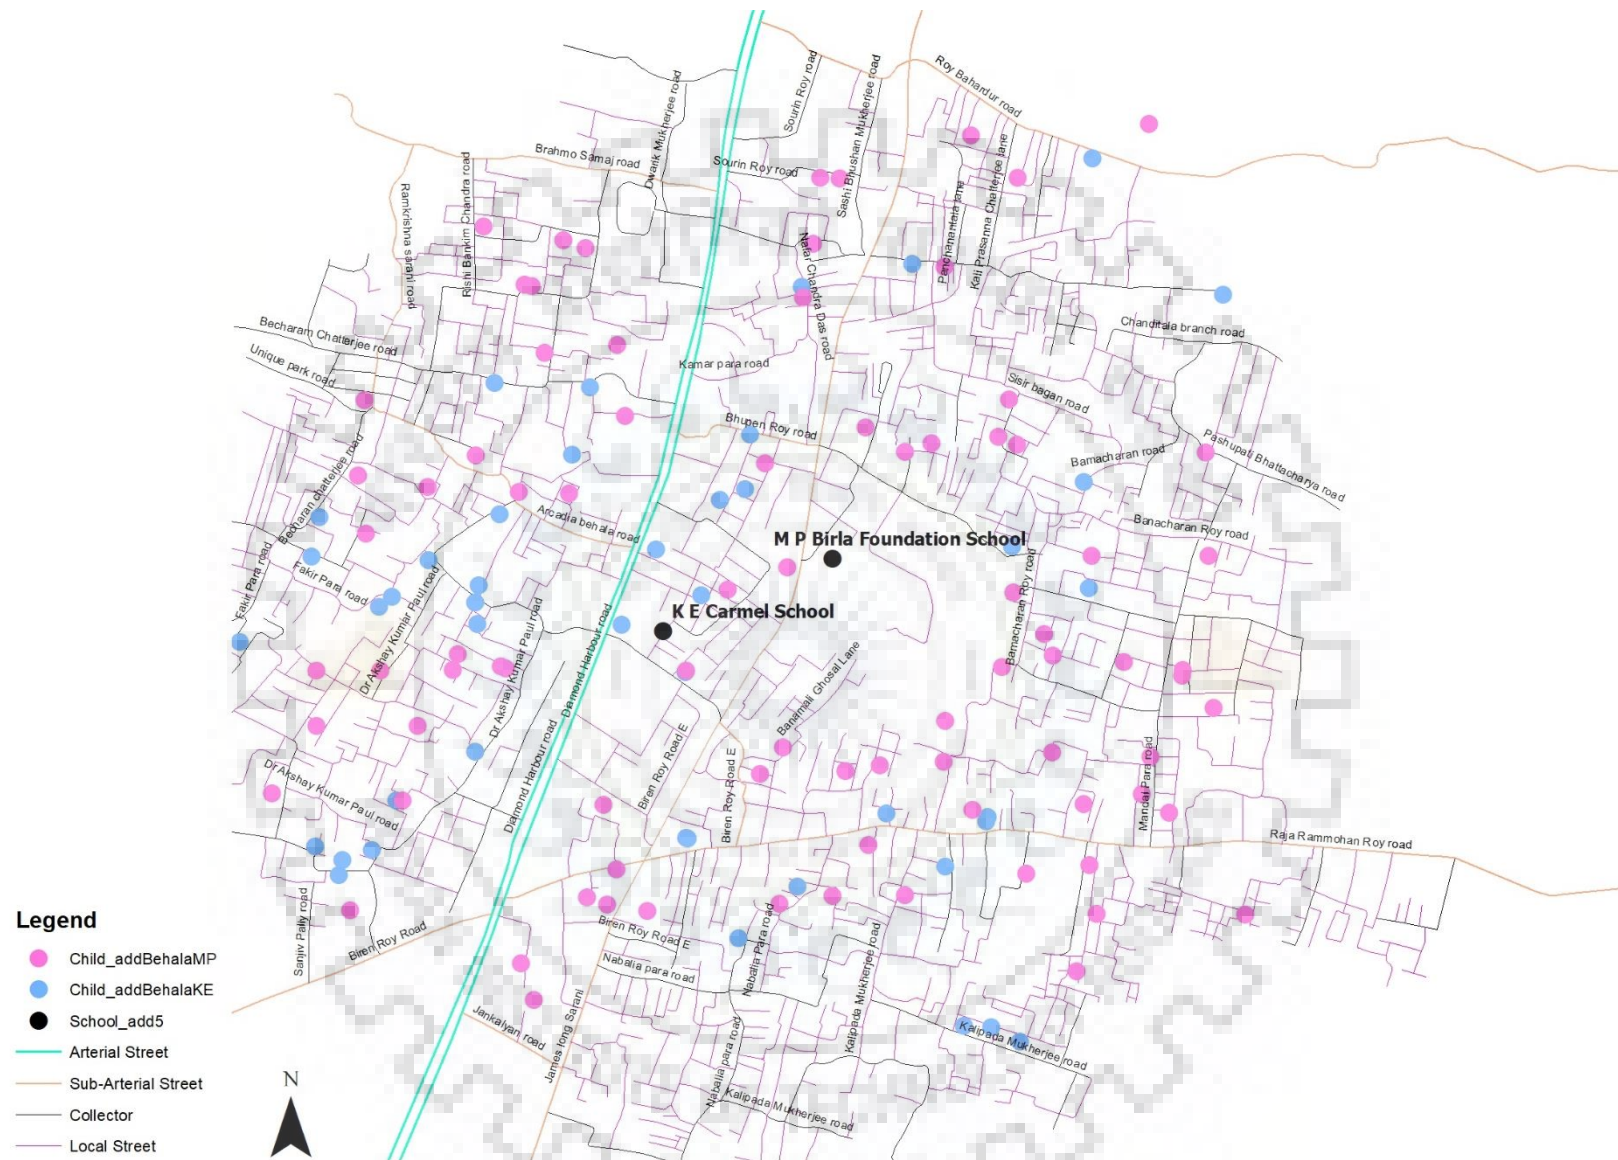 Roy Bahardur road
Sourin Roy road
Sashi Bhushan Mukherjee road
Dwarik Mukherjee road
Brahmo Samaj road
Sourin Roy road
Rishi Bankim Chandra road
Ramkrishna sarani road
Panchanantala lane
Kali Prasanna Chatterjee lane
Nafar Chandra Das road
Becharam Chatterjee road
Unique park road
Chanditala branch road
Kamar para road
Sisir bagan road
Bhupen Roy road
Becharan chatterjee road
Bamacharan road
Pashupati Bhattacharya road
Arcadia behala road
Banacharan Roy road
M P Birla Foundation School
Fakir Para road
Fakir Para road
Dr Akshay Kumar Paul road
K E Carmel School
Bamacharan Roy road
Dr Akshay Kumar Paul road
Diamond Harbour road
Banamali Ghosal Lane
Diamond Harbour road
Biren Roy Road E
Biren Roy Road E
Mandal Para road
Dr Akshay Kumar Paul road
Raja Rammohan Roy road
Sanjiv Pally road
Biren Roy Road
Biren Roy Road E
Nabalia Para road
Nabalia para road
Kalipada Mukherjee road
Jankalyan road
James long Sarani
Kalipada Mukherjee road
Nabalia para road
Kalipada Mukherjee road
Legend
Child_addBehalaMP
Child_addBehalaKE
School_add5
Arterial Street
Sub-Arterial Street
Collector
Local Street
N